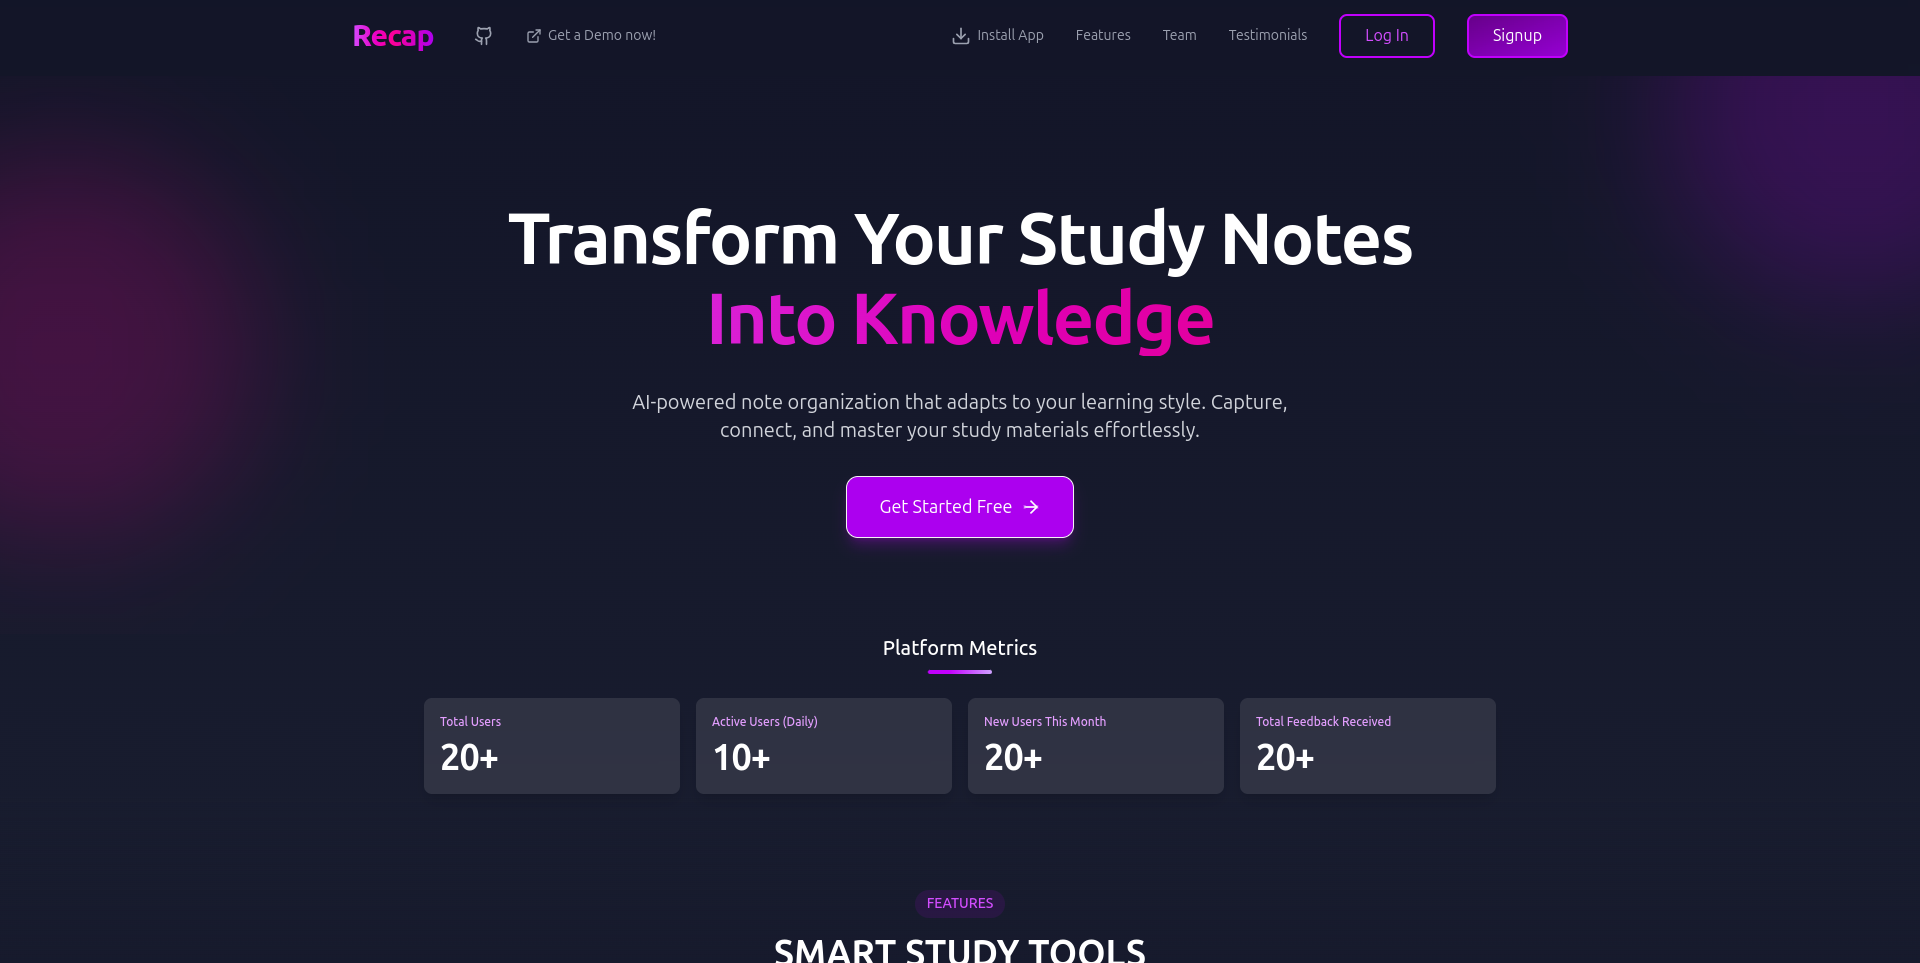 Recap
Get a Demo now!
Install App
Features
Team
Testimonials
Log In
Signup
Transform Your Study Notes
Into Knowledge
AI-powered note organization that adapts to your learning style. Capture,
connect, and master your study materials effortlessly.
Get Started Free
Platform Metrics
Total Users
20+
Active Users (Daily)
10+
New Users This Month
20+
Total Feedback Received
20+
FEATURES
SMART STUDY TOOLS